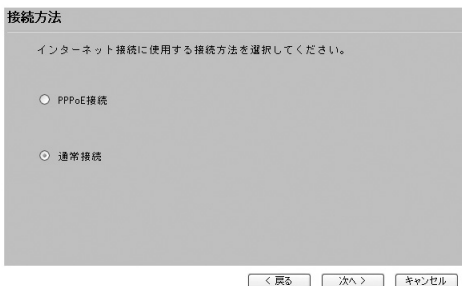 接続方法
インターネット接続に使用する接続方法を選択してください。
PPPoE接続
通常接続
< 戻る 次へ > キャンセル